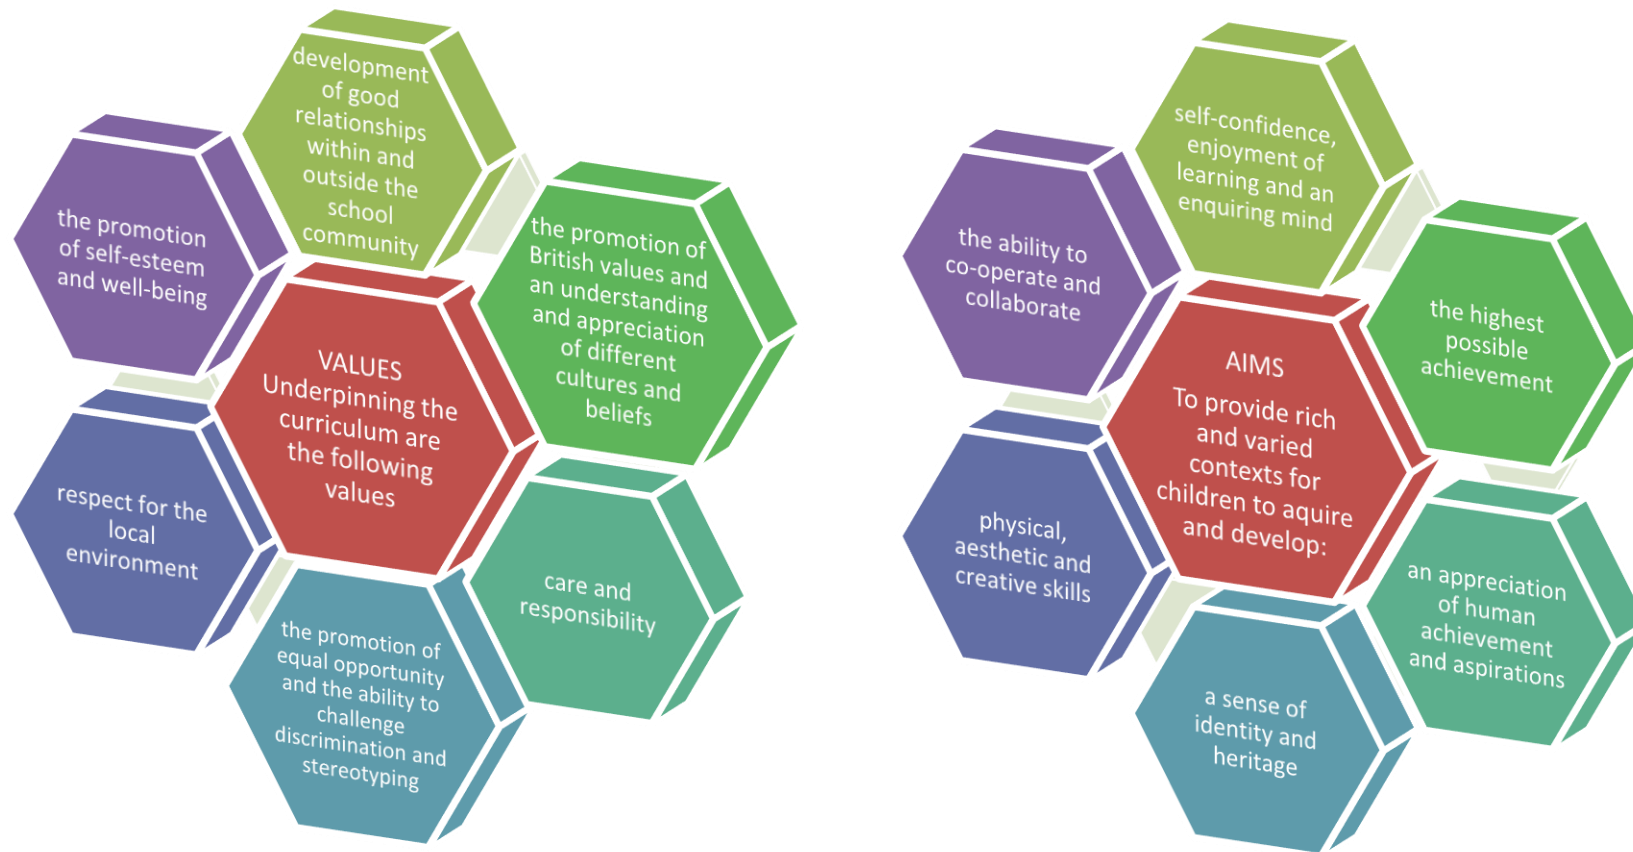 VALUES
Underpinning the
curriculum are
the following
values
development
of good
relationships
within and
outside the
school
community
the promotion of
British values and
an understanding
and appreciation
of different
cultures and
beliefs
care and
responsibility
the promotion of
equal opportunity
and the ability to
challenge
discrimination and
stereotyping
respect for the
local
environment
the promotion
of self-esteem
and well-being
AIMS
To provide rich
and varied
contexts for
children to aquire
and develop:
self-confidence,
enjoyment of
learning and an
enquiring mind
the highest
possible
achievement
an appreciation
of human
achievement
and aspirations
a sense of
identity and
heritage
physical,
aesthetic and
creative skills
the ability to
co-operate and
collaborate